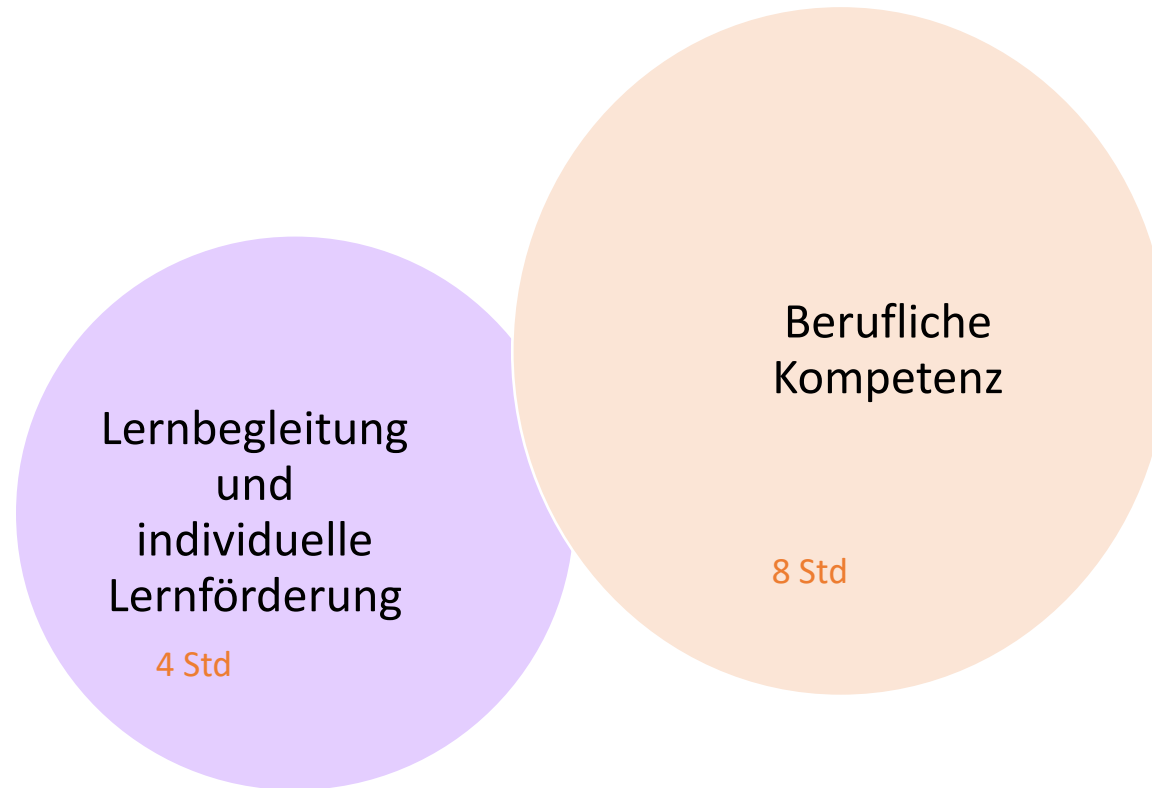 Lernbegleitung
und
individuelle
Lernförderung
4 Std
Berufliche
Kompetenz
8 Std